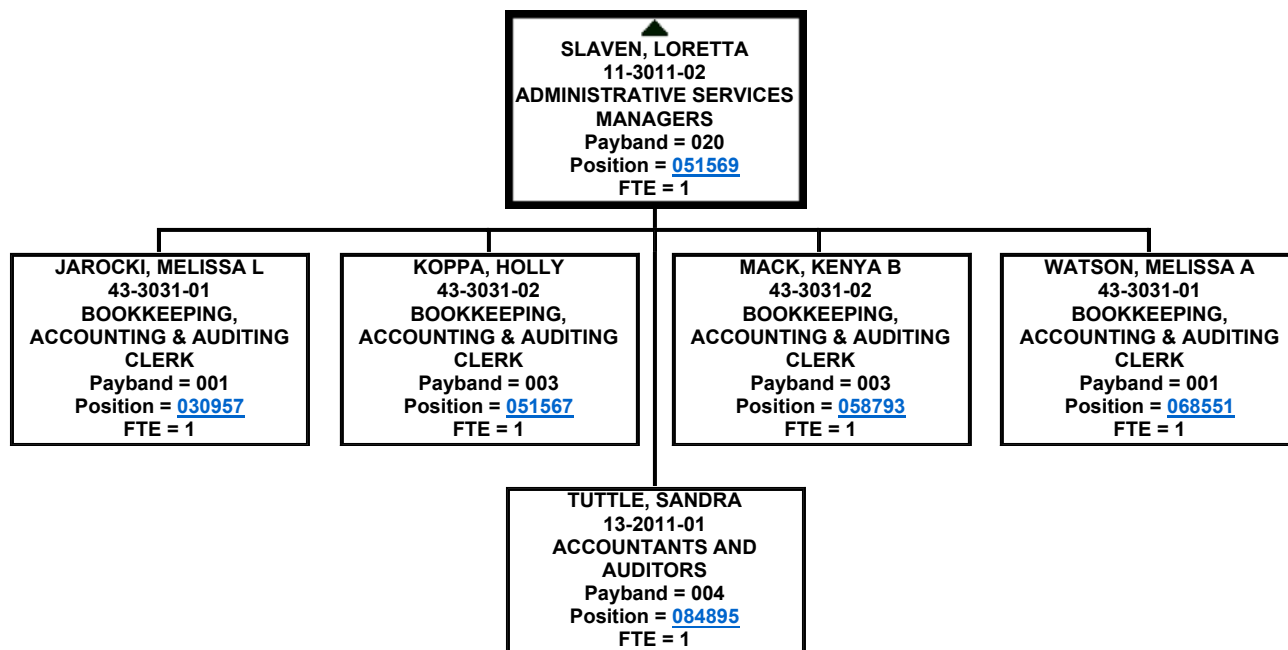 SLAVEN, LORETTA
11-3011-02
ADMINISTRATIVE SERVICES
MANAGERS
Payband = 020
Position = 051569
FTE = 1
JAROCKI, MELISSA L
43-3031-01
BOOKKEEPING,
ACCOUNTING & AUDITING
CLERK
Payband = 001
Position = 030957
FTE = 1
KOPPA, HOLLY
43-3031-02
BOOKKEEPING,
ACCOUNTING & AUDITING
CLERK
Payband = 003
Position = 051567
FTE = 1
MACK, KENYA B
43-3031-02
BOOKKEEPING,
ACCOUNTING & AUDITING
CLERK
Payband = 003
Position = 058793
FTE = 1
WATSON, MELISSA A
43-3031-01
BOOKKEEPING,
ACCOUNTING & AUDITING
CLERK
Payband = 001
Position = 068551
FTE = 1
TUTTLE, SANDRA
13-2011-01
ACCOUNTANTS AND
AUDITORS
Payband = 004
Position = 084895
FTE = 1